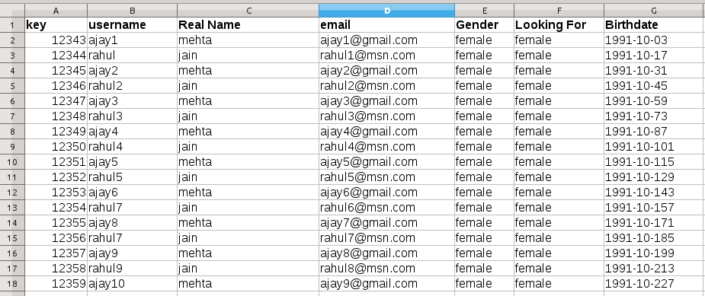 A B C D E F G
1 key username Real Name email Gender Looking For Birthdate
2 12343 ajay1 mehta ajay1@gmail.com female female 1991-10-03
3 12344 rahul jain rahul1@msn.com female female 1991-10-17
4 12345 ajay2 mehta ajay2@gmail.com female female 1991-10-31
5 12346 rahul2 jain rahul2@msn.com female female 1991-10-45
6 12347 ajay3 mehta ajay3@gmail.com female female 1991-10-59
7 12348 rahul3 jain rahul3@msn.com female female 1991-10-73
8 12349 ajay4 mehta ajay4@gmail.com female female 1991-10-87
9 12350 rahul4 jain rahul4@msn.com female female 1991-10-101
10 12351 ajay5 mehta ajay5@gmail.com female female 1991-10-115
11 12352 rahul5 jain rahul5@msn.com female female 1991-10-129
12 12353 ajay6 mehta ajay6@gmail.com female female 1991-10-143
13 12354 rahul7 jain rahul6@msn.com female female 1991-10-157
14 12355 ajay8 mehta ajay7@gmail.com female female 1991-10-171
15 12356 rahul7 jain rahul7@msn.com female female 1991-10-185
16 12357 ajay9 mehta ajay8@gmail.com female female 1991-10-199
17 12358 rahul9 jain rahul8@msn.com female female 1991-10-213
18 12359 ajay10 mehta ajay9@gmail.com female female 1991-10-227